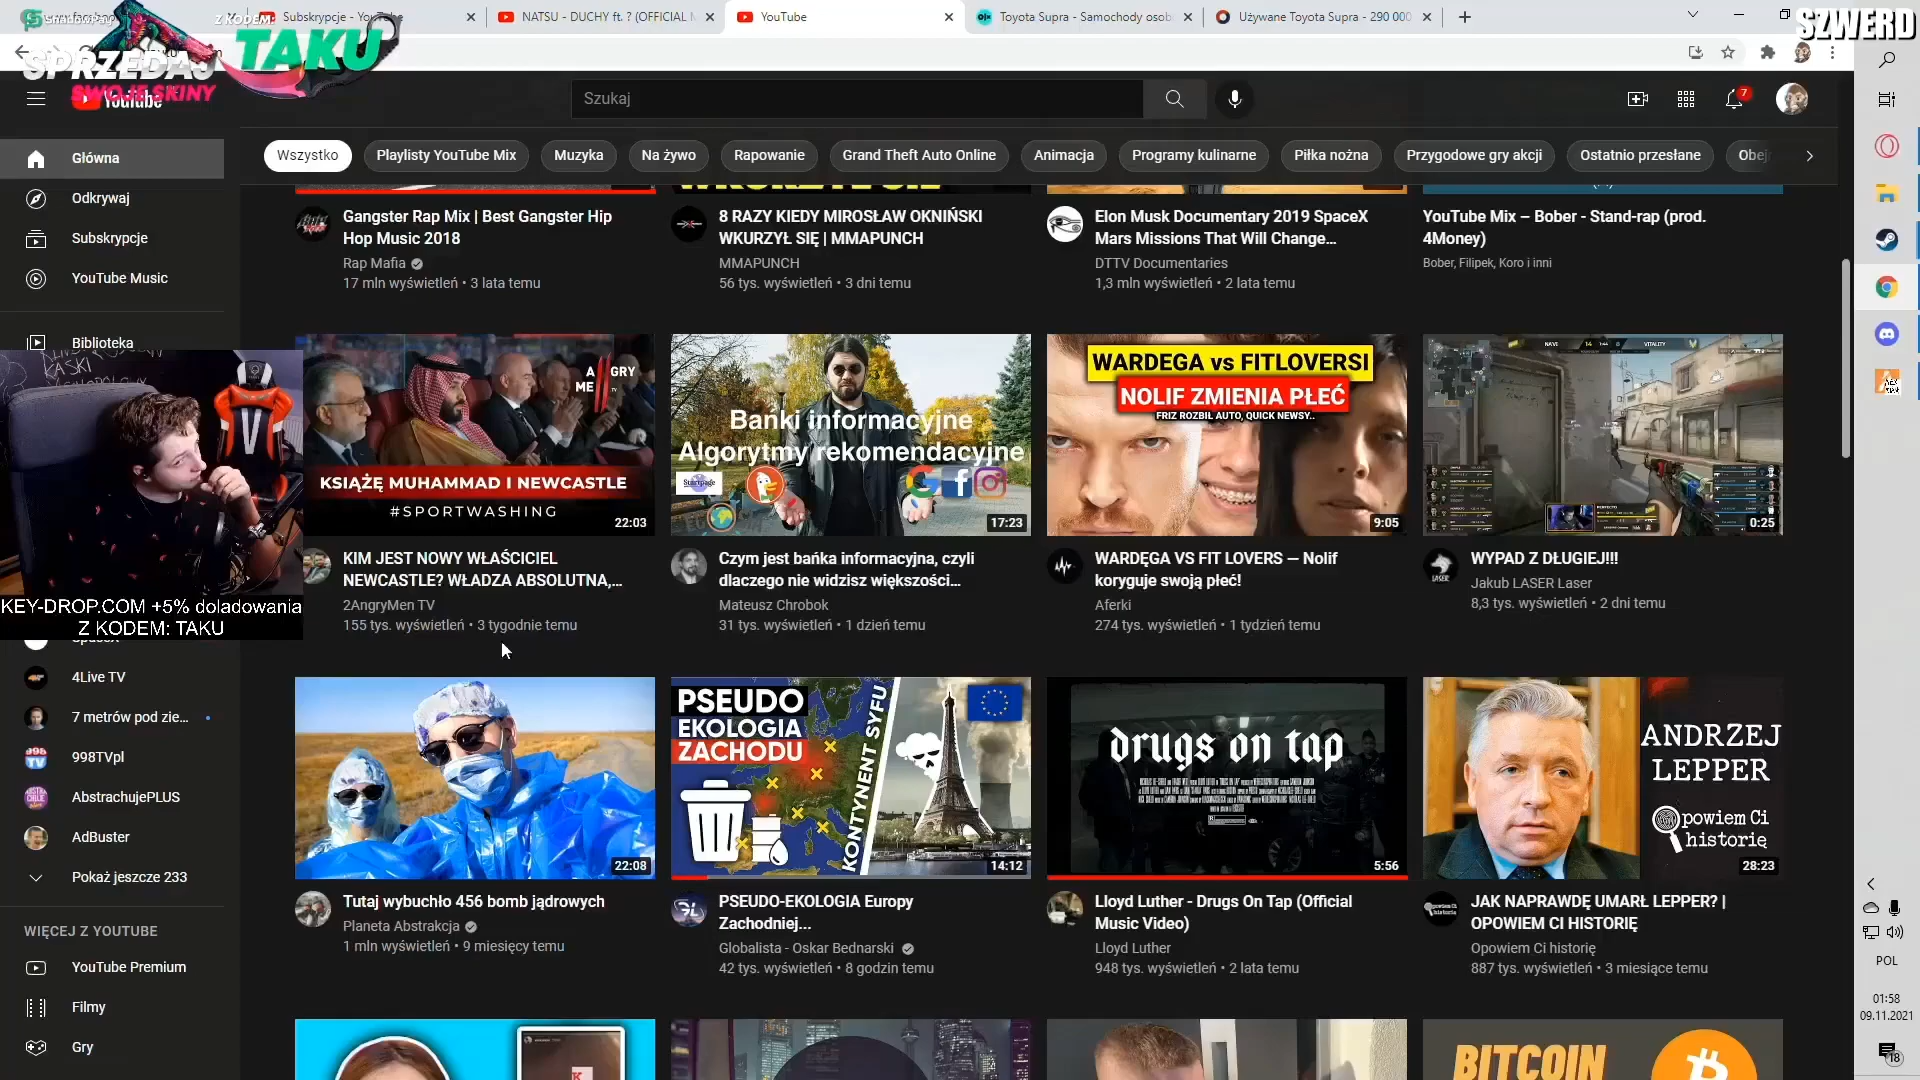 ShadowPay
Z KODEM:
SPRZEDAJ
SWOJE SKINY
TAKU
Subskrypcje - YouTube
NATSU - DUCHY ft. ? (OFFICIAL
YouTube
Toyota Supra - Samochody osob
Używane Toyota Supra - 290 000
SZWERD
YouTube
Szukaj
7
Główna
Odkrywaj
Subskrypcje
YouTube Music
Biblioteka
Wszystko
Playlisty YouTube Mix
Muzyka
Na żywo
Rapowanie
Grand Theft Auto Online
Animacja
Programy kulinarne
Piłka nożna
Przygodowe gry akcji
Ostatnio przesłane
Obej
Gangster Rap Mix | Best Gangster Hip
Hop Music 2018
Rap Mafia
17 mln wyświetleń • 3 lata temu
8 RAZY KIEDY MIROSŁAW OKNIŃSKI
WKURZYŁ SIĘ | MMAPUNCH
MMAPUNCH
56 tys. wyświetleń • 3 dni temu
Elon Musk Documentary 2019 SpaceX
Mars Missions That Will Change...
DTTV Documentaries
1,3 mln wyświetleń • 2 lata temu
YouTube Mix – Bober - Stand-rap (prod.
4Money)
Bober, Filipek, Koro i inni
A GRY
ME
KSIĄŻĘ MUHAMMAD I NEWCASTLE
#SPORTWASHING
22:03
KIM JEST NOWY WŁAŚCICIEL
NEWCASTLE? WŁADZA ABSOLUTNA,...
2AngryMen TV
155 tys. wyświetleń • 3 tygodnie temu
Bańki informacyjne
Algorytmy rekomendacyjne
Startpage
17:23
Czym jest bańka informacyjna, czyli
dlaczego nie widzisz większości...
Mateusz Chrobok
31 tys. wyświetleń • 1 dzień temu
WARDEGA vs FITLOVERSI
NOLIF ZMIENIA PŁEĆ
FRIZ ROZBIŁ AUTO, QUICK NEWSY..
9:05
WARDĘGA VS FIT LOVERS — Nolif
koryguje swoją płeć!
Aferki
274 tys. wyświetleń • 1 tydzień temu
NAVI 14
VITALITY
0:25
WYPAD Z DŁUGIEJ!!!
Jakub LASER Laser
8,3 tys. wyświetleń • 2 dni temu
KEY-DROP.COM +5% doladowania
Z KODEM: TAKU
4Live TV
7 metrów pod zie...
998TVpl
AbstrachujePLUS
AdBuster
Pokaż jeszcze 233
WIĘCEJ Z YOUTUBE
YouTube Premium
Filmy
Gry
22:08
Tutaj wybuchło 456 bomb jądrowych
Planeta Abstrakcja
1 mln wyświetleń • 9 miesięcy temu
PSEUDO
EKOLOGIA
ZACHODU
KONTYNENT SYFU
14:12
PSEUDO-EKOLOGIA Europy
Zachodniej...
Globalista - Oskar Bednarski
42 tys. wyświetleń • 8 godzin temu
drugs on tap
5:56
Lloyd Luther - Drugs On Tap (Official
Music Video)
Lloyd Luther
948 tys. wyświetleń • 2 lata temu
ANDRZEJ
LEPPER
Opowiem Ci
historię
28:23
JAK NAPRAWDĘ UMARŁ LEPPER? |
OPOWIEM CI HISTORIĘ
Opowiem Ci historię
887 tys. wyświetleń • 3 miesiące temu
BITCOIN
POL
01:58
09.11.2021
18